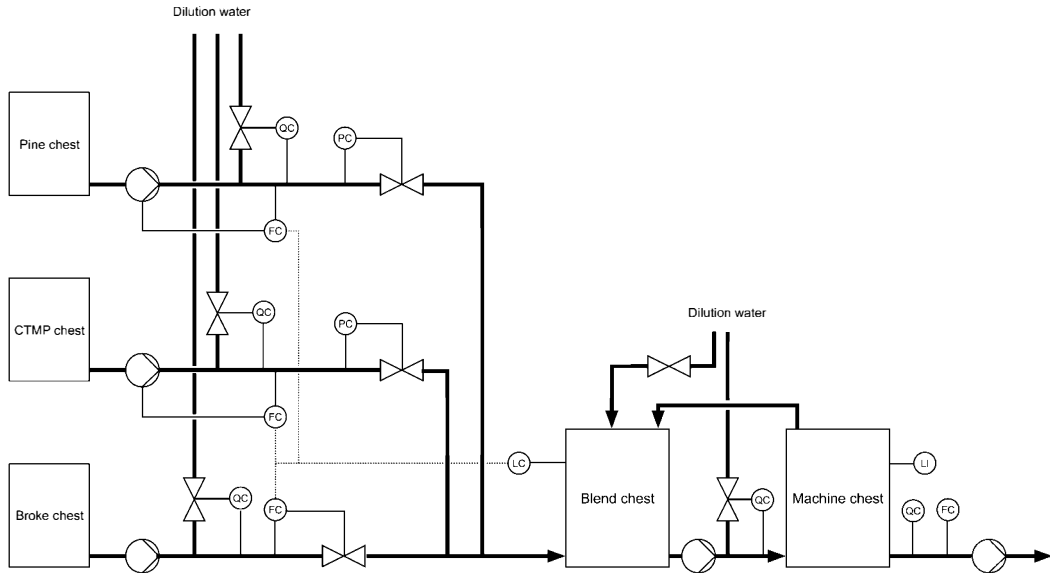 Dilution water
Pine chest
QC
PC
FC
CTMP chest
QC
PC
FC
Dilution water
Broke chest
QC
FC
LC
Blend chest
QC
Machine chest
LI
QC
FC